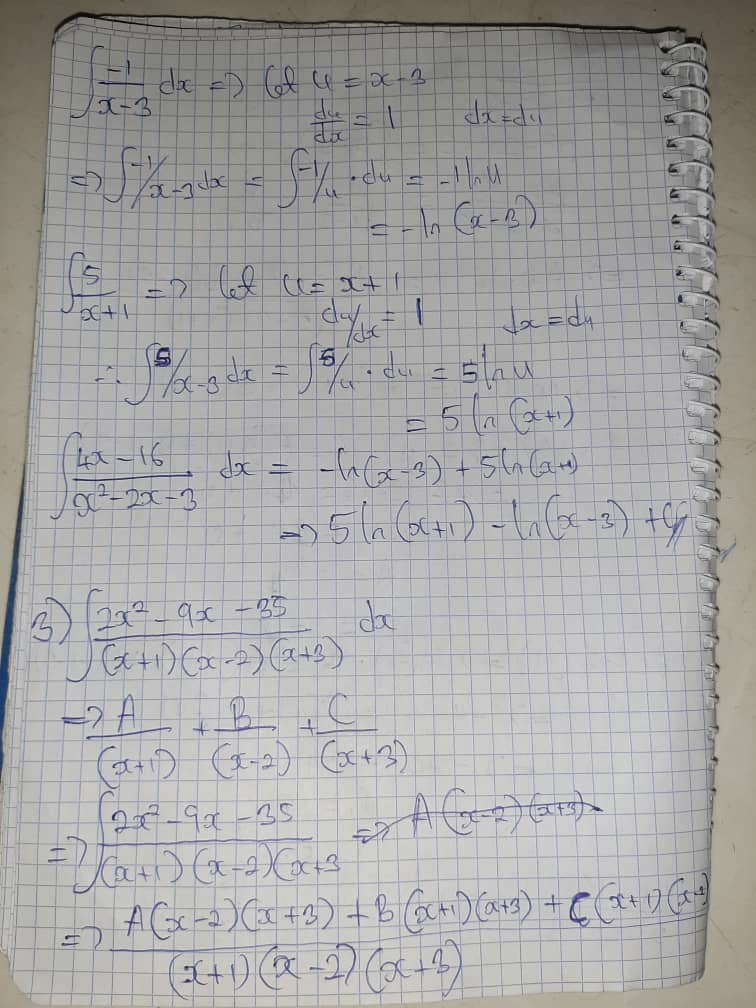 ∫ -1/(x-3) dx => let u = x-3
du/dx = 1 dx = du
=> ∫ -1/x-3 dx = ∫ -1/u · du = -1 ln u
= -ln (x-3)
∫ 5/(x+1) => let u = x+1
du/dx = 1 dx = du
∴ ∫ 5/x-3 dx = ∫ 5/u · du = 5 ln u
= 5 ln (x+1)
∫ (4x-16)/(x²-2x-3) dx = -ln(x-3) + 5ln(x+1)
=> 5 ln (x+1) - ln(x-3) + C
3) ∫ (2x² - 9x - 35)/((x+1)(x-2)(x+3)) dx
=> A/(x+1) + B/(x-2) + C/(x+3)
=> ∫ (2x² - 9x - 35)/((x+1)(x-2)(x+3 => A(x-2)(x+3)
=> (A(x-2)(x+3) + B(x+1)(x+3) + C(x+1)(x-2))/((x+1)(x-2)(x+3))